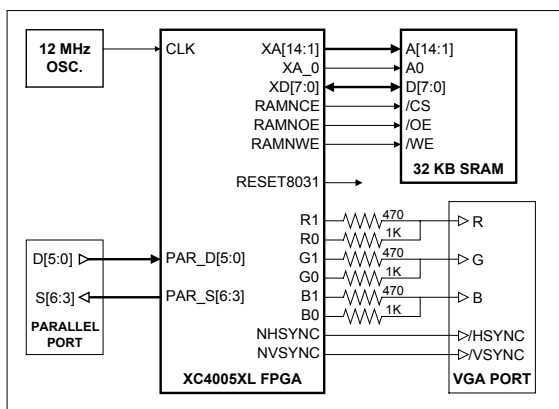 12 MHz
OSC.
CLK
XA[14:1]
A[14:1]
XA_0
A0
XD[7:0]
D[7:0]
RAMNCE
/CS
RAMNOE
/OE
RAMNWE
/WE
32 KB SRAM
RESET8031
R1
470
R
R0
1K
G1
470
G
G0
1K
B1
470
B
B0
1K
D[5:0]
PAR_D[5:0]
S[6:3]
PAR_S[6:3]
PARALLEL
PORT
NHSYNC
/HSYNC
NVSYNC
/VSYNC
XC4005XL FPGA
VGA PORT